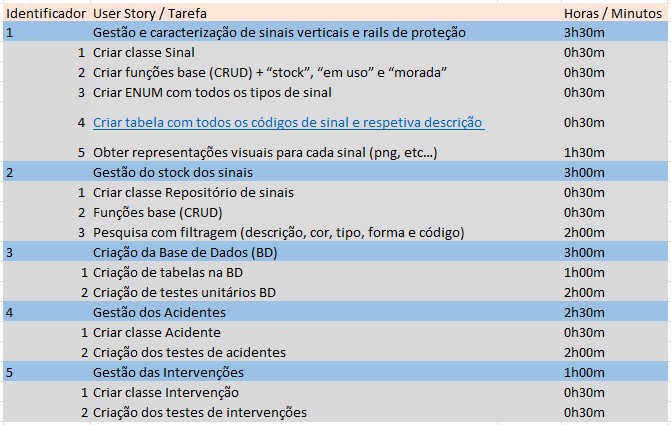 Identificador User Story / Tarefa Horas / Minutos
1 Gestão e caracterização de sinais verticais e rails de proteção 3h30m
1 Criar classe Sinal 0h30m
2 Criar funções base (CRUD) + “stock”, “em uso” e “morada” 0h30m
3 Criar ENUM com todos os tipos de sinal 0h30m
4 Criar tabela com todos os códigos de sinal e respetiva descrição 0h30m
5 Obter representações visuais para cada sinal (png, etc…) 1h30m
2 Gestão do stock dos sinais 3h00m
1 Criar classe Repositório de sinais 0h30m
2 Funções base (CRUD) 0h30m
3 Pesquisa com filtragem (descrição, cor, tipo, forma e código) 2h00m
3 Criação da Base de Dados (BD) 3h00m
1 Criação de tabelas na BD 1h00m
2 Criação de testes unitários BD 2h00m
4 Gestão dos Acidentes 2h30m
1 Criar classe Acidente 0h30m
2 Criação dos testes de acidentes 2h00m
5 Gestão das Intervenções 1h00m
1 Criar classe Intervenção 0h30m
2 Criação dos testes de intervenções 0h30m